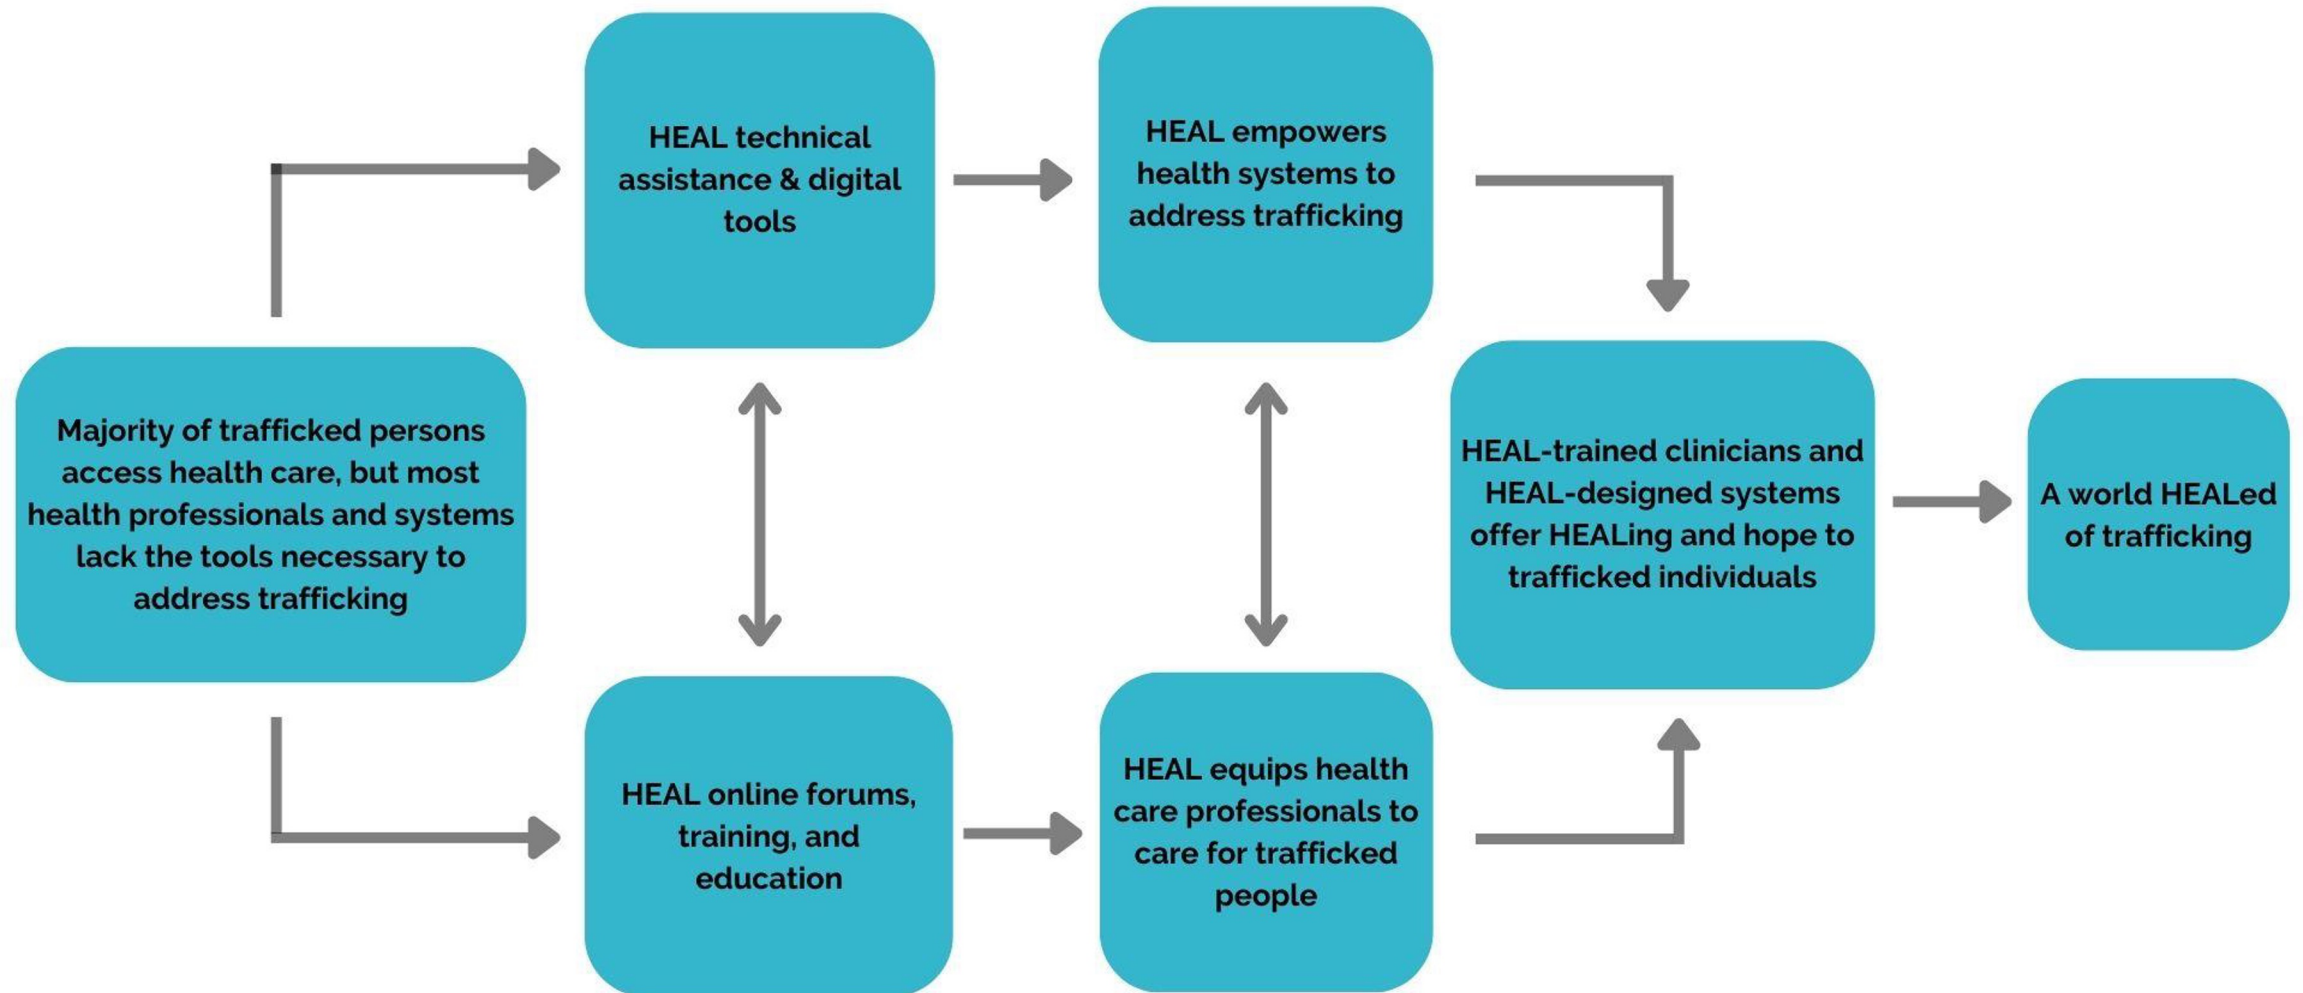 Majority of trafficked persons
access health care, but most
health professionals and systems
lack the tools necessary to
address trafficking
HEAL technical
assistance & digital
tools
HEAL empowers
health systems to
address trafficking
HEAL online forums,
training, and
education
HEAL equips health
care professionals to
care for trafficked
people
HEAL-trained clinicians and
HEAL-designed systems
offer HEALing and hope to
trafficked individuals
A world HEALed
of trafficking